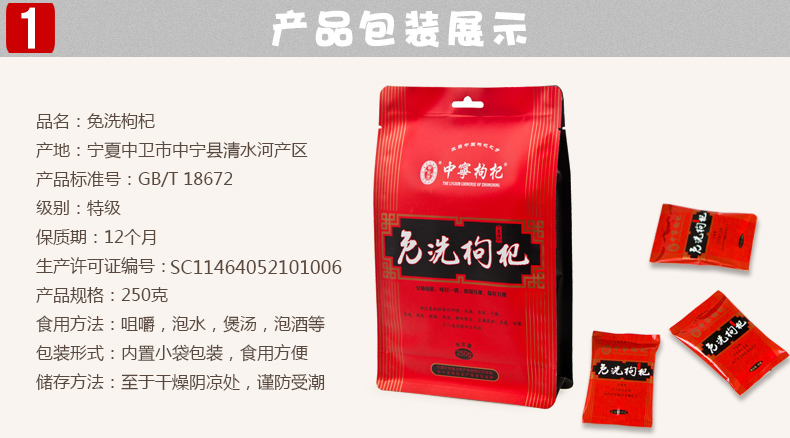 1
产品包装展示
品名：免洗枸杞
产地：宁夏中卫市中宁县清水河产区
产品标准号：GB/T 18672
级别：特级
保质期：12个月
生产许可证编号：SC11464052101006
产品规格：250克
食用方法：咀嚼，泡水，煲汤，泡酒等
包装形式：内置小袋包装，食用方便
储存方法：至于干燥阴凉处，谨防受潮
中寧枸杞
免洗枸杞
免洗枸杞
免洗枸杞
免洗枸杞